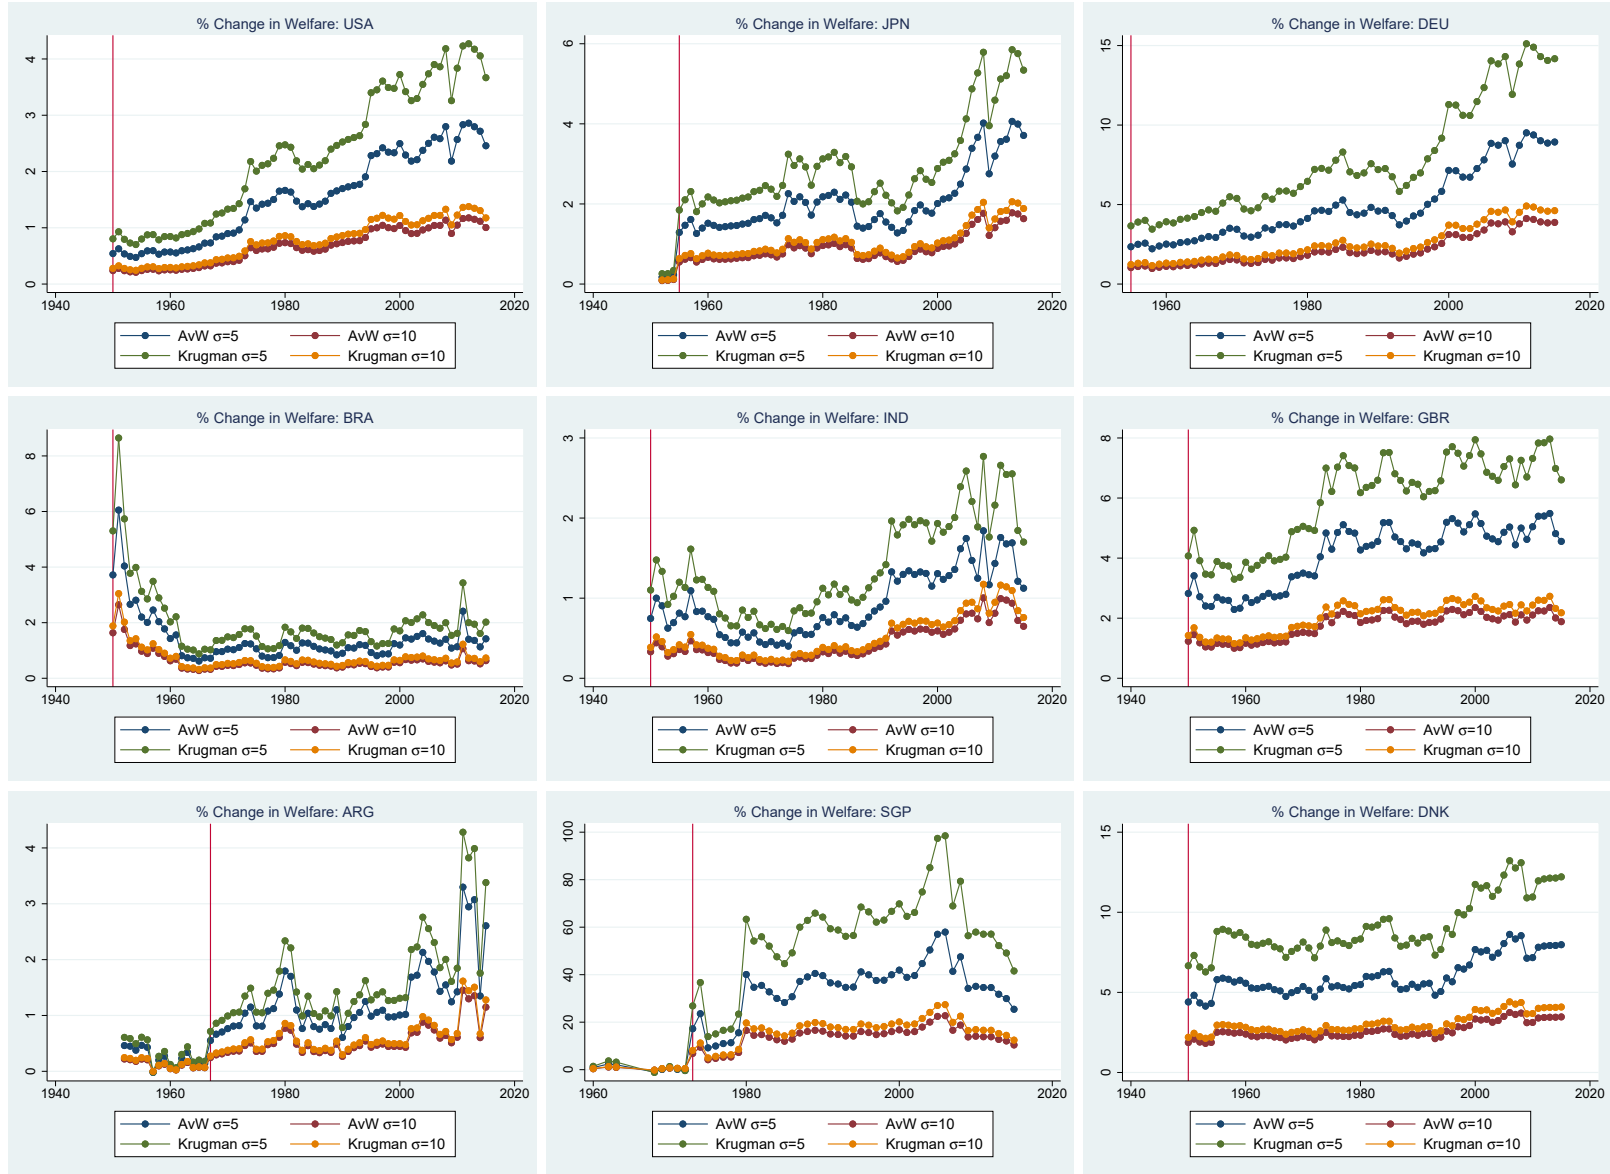 % Change in Welfare: USA
4
3
2
1
0
1940 1960 1980 2000 2020
AvW σ=5 AvW σ=10
Krugman σ=5 Krugman σ=10
% Change in Welfare: JPN
6
4
2
0
1940 1960 1980 2000 2020
AvW σ=5 AvW σ=10
Krugman σ=5 Krugman σ=10
% Change in Welfare: DEU
15
10
5
0
1960 1980 2000 2020
AvW σ=5 AvW σ=10
Krugman σ=5 Krugman σ=10
% Change in Welfare: BRA
8
6
4
2
0
1940 1960 1980 2000 2020
AvW σ=5 AvW σ=10
Krugman σ=5 Krugman σ=10
% Change in Welfare: IND
3
2
1
0
1940 1960 1980 2000 2020
AvW σ=5 AvW σ=10
Krugman σ=5 Krugman σ=10
% Change in Welfare: GBR
8
6
4
2
0
1940 1960 1980 2000 2020
AvW σ=5 AvW σ=10
Krugman σ=5 Krugman σ=10
% Change in Welfare: ARG
4
3
2
1
0
1940 1960 1980 2000 2020
AvW σ=5 AvW σ=10
Krugman σ=5 Krugman σ=10
% Change in Welfare: SGP
100
80
60
40
20
0
1960 1980 2000 2020
AvW σ=5 AvW σ=10
Krugman σ=5 Krugman σ=10
% Change in Welfare: DNK
15
10
5
0
1940 1960 1980 2000 2020
AvW σ=5 AvW σ=10
Krugman σ=5 Krugman σ=10